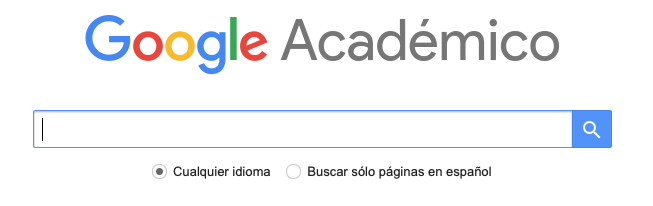 Google Académico
Cualquier idioma Buscar sólo páginas en español